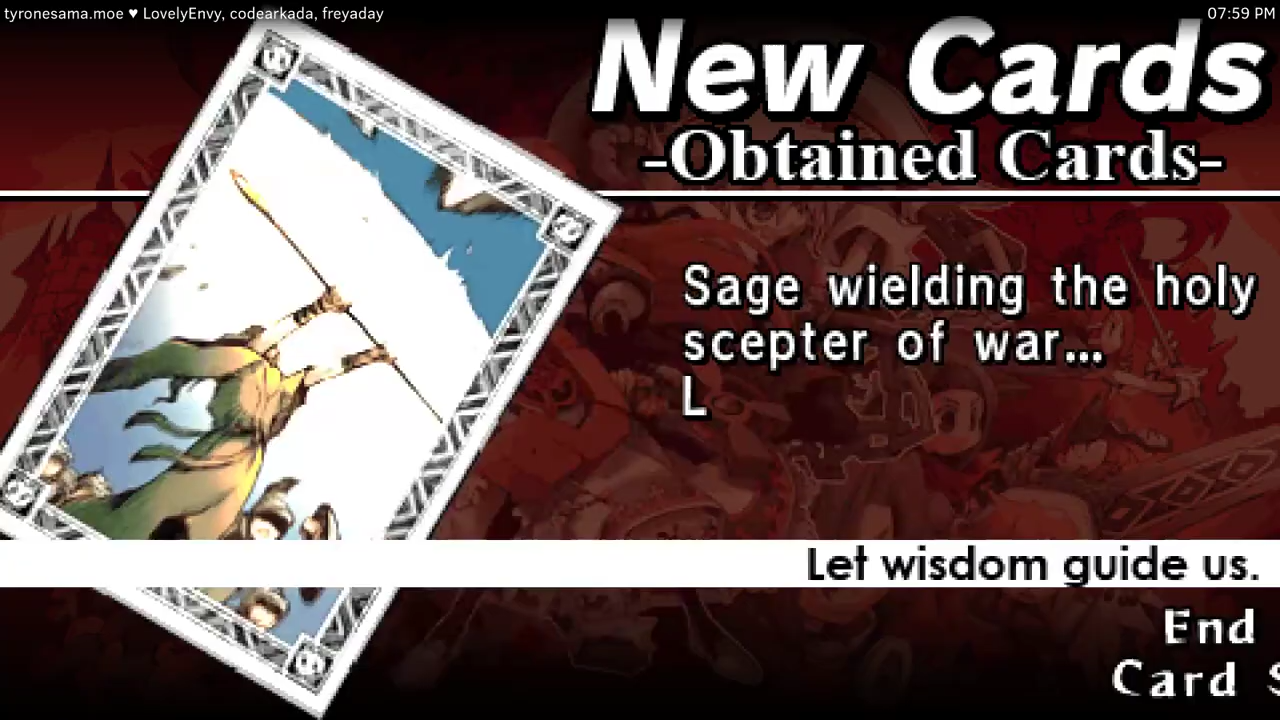 tyronesama.moe ♥ LovelyEnvy, codearkada, freyaday
07:59 PM
New Cards
-Obtained Cards-
Sage wielding the holy
scepter of war...
L
Let wisdom guide us.
End
Card S